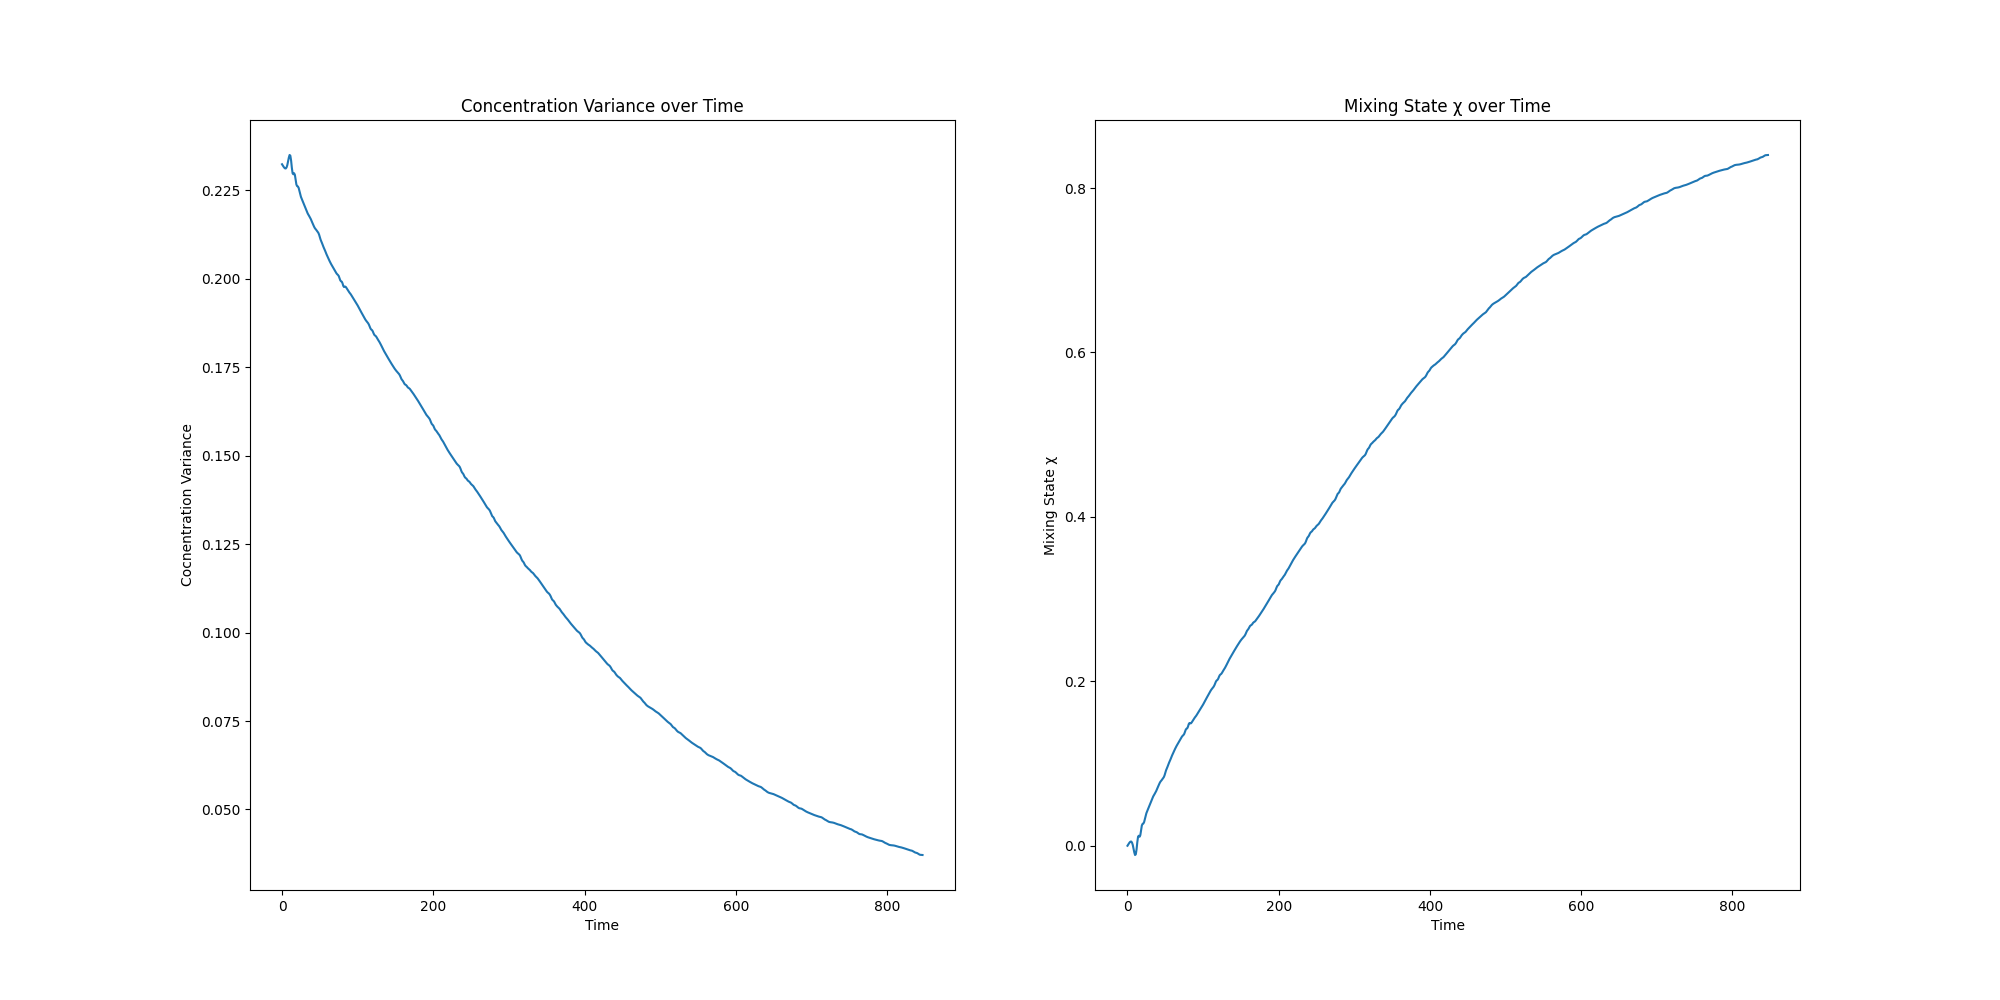 Concentration Variance over Time
Cocnentration Variance
0.225
0.200
0.175
0.150
0.125
0.100
0.075
0.050
0 200 400 600 800
Time
Mixing State χ over Time
Mixing State χ
0.8
0.6
0.4
0.2
0.0
0 200 400 600 800
Time